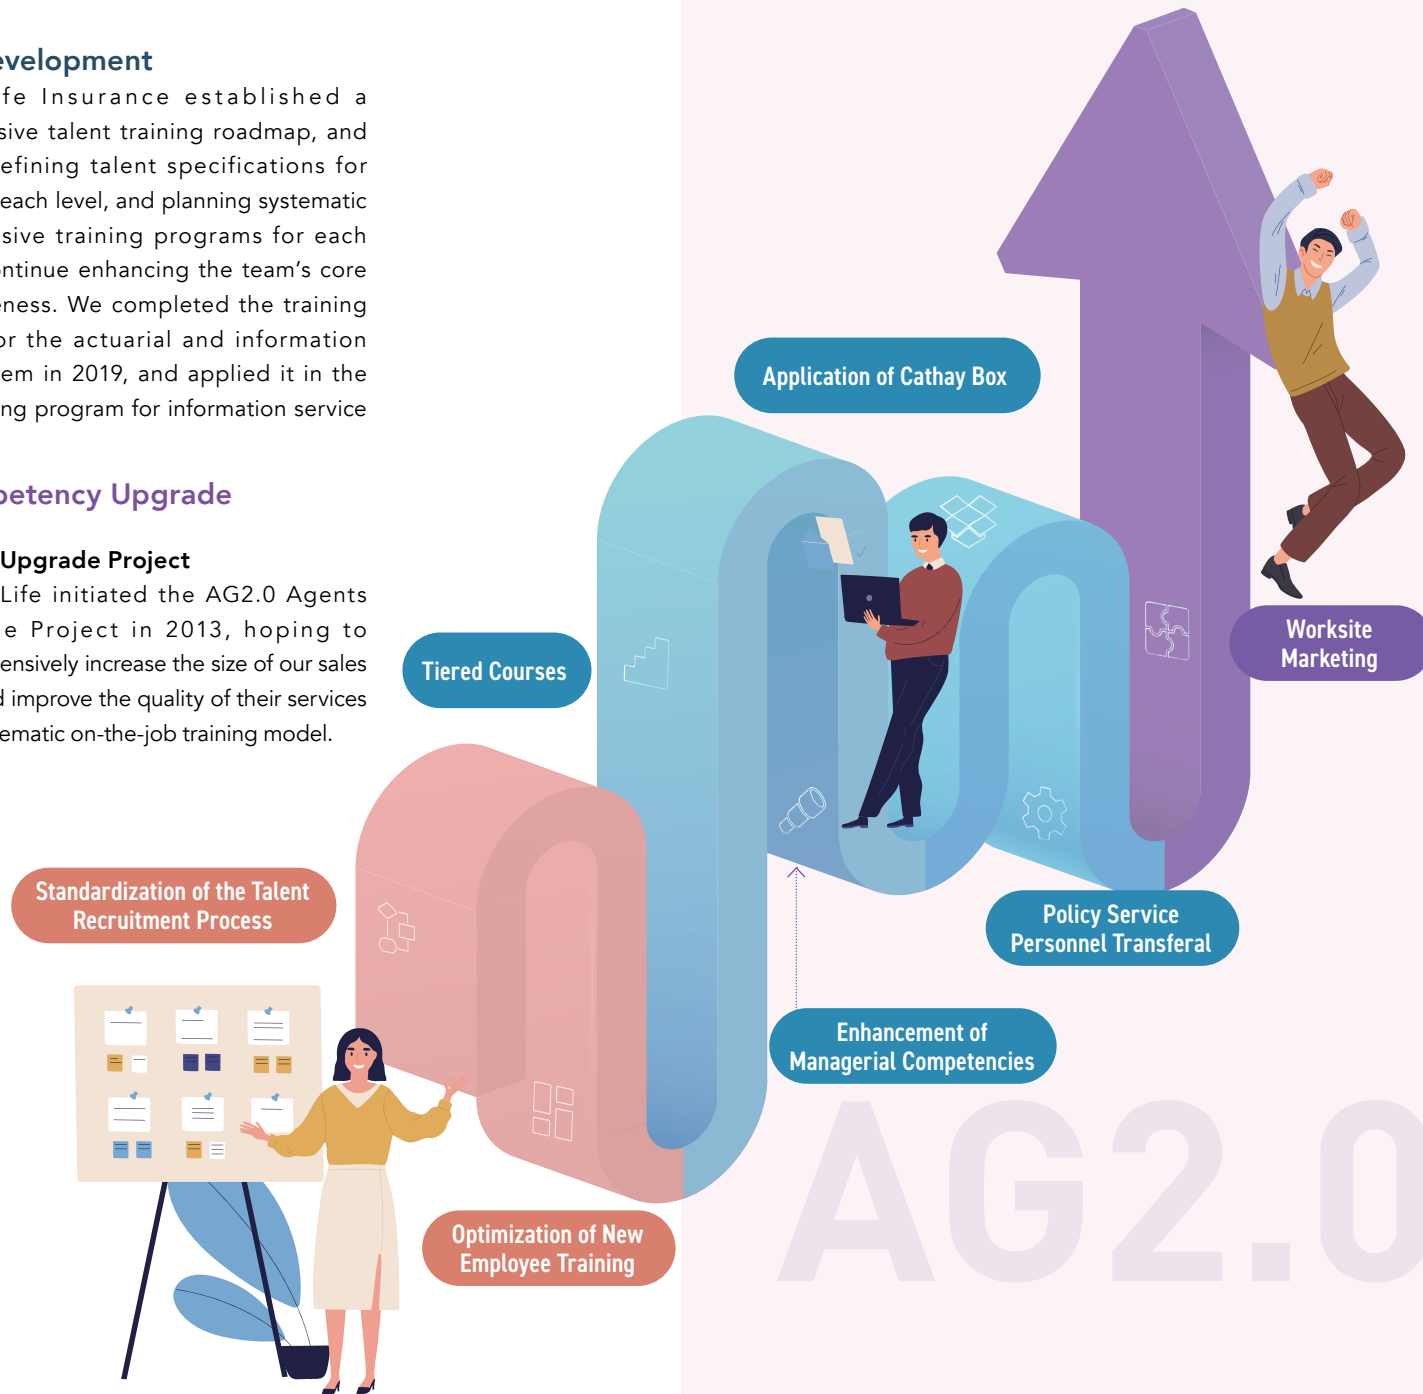 evelopment
fe Insurance established a
sive talent training roadmap, and
efining talent specifications for
each level, and planning systematic
sive training programs for each
ontinue enhancing the team's core
eness. We completed the training
or the actuarial and information
em in 2019, and applied it in the
ng program for information service
petency Upgrade
Upgrade Project
Life initiated the AG2.0 Agents
e Project in 2013, hoping to
ensively increase the size of our sales
d improve the quality of their services
ematic on-the-job training model.
Application of Cathay Box
Worksite
Marketing
Tiered Courses
Standardization of the Talent
Recruitment Process
Policy Service
Personnel Transferal
Enhancement of
Managerial Competencies
Optimization of New
Employee Training
AG2.0